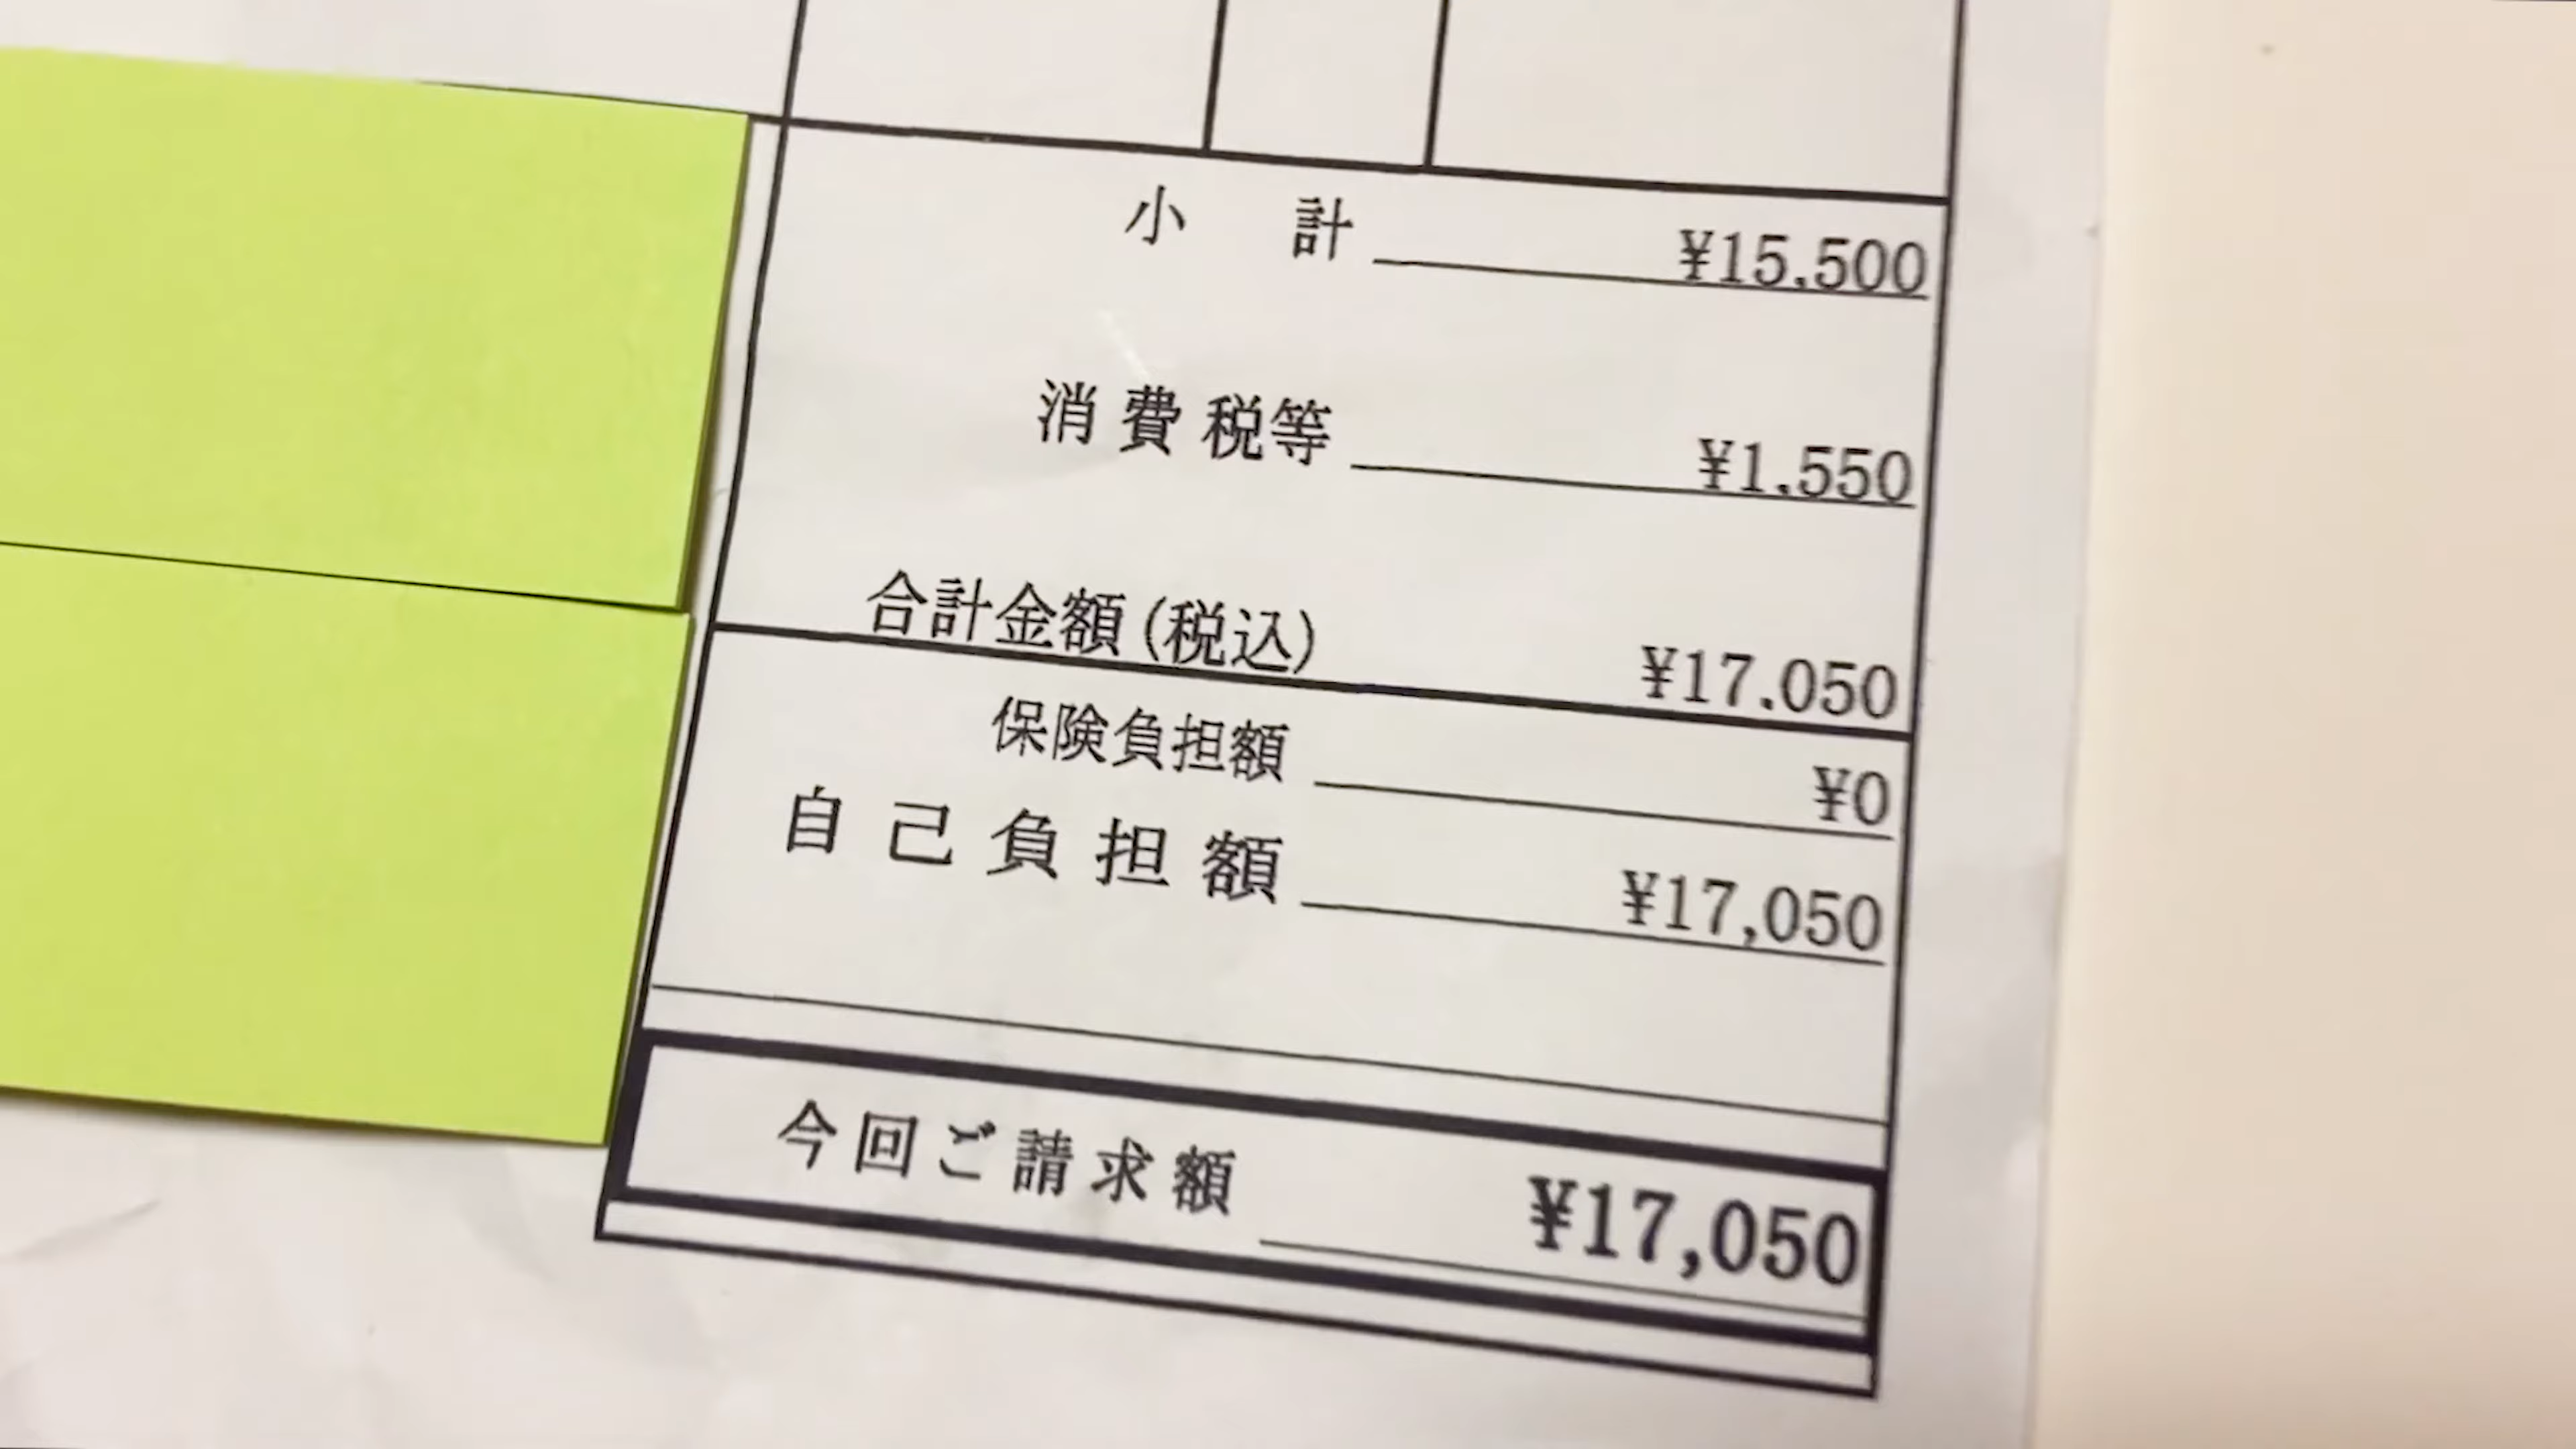 小 計 ¥15,500
消費税等 ¥1,550
合計金額(税込) ¥17,050
保険負担額 ¥0
自己負担額 ¥17,050
今回ご請求額 ¥17,050